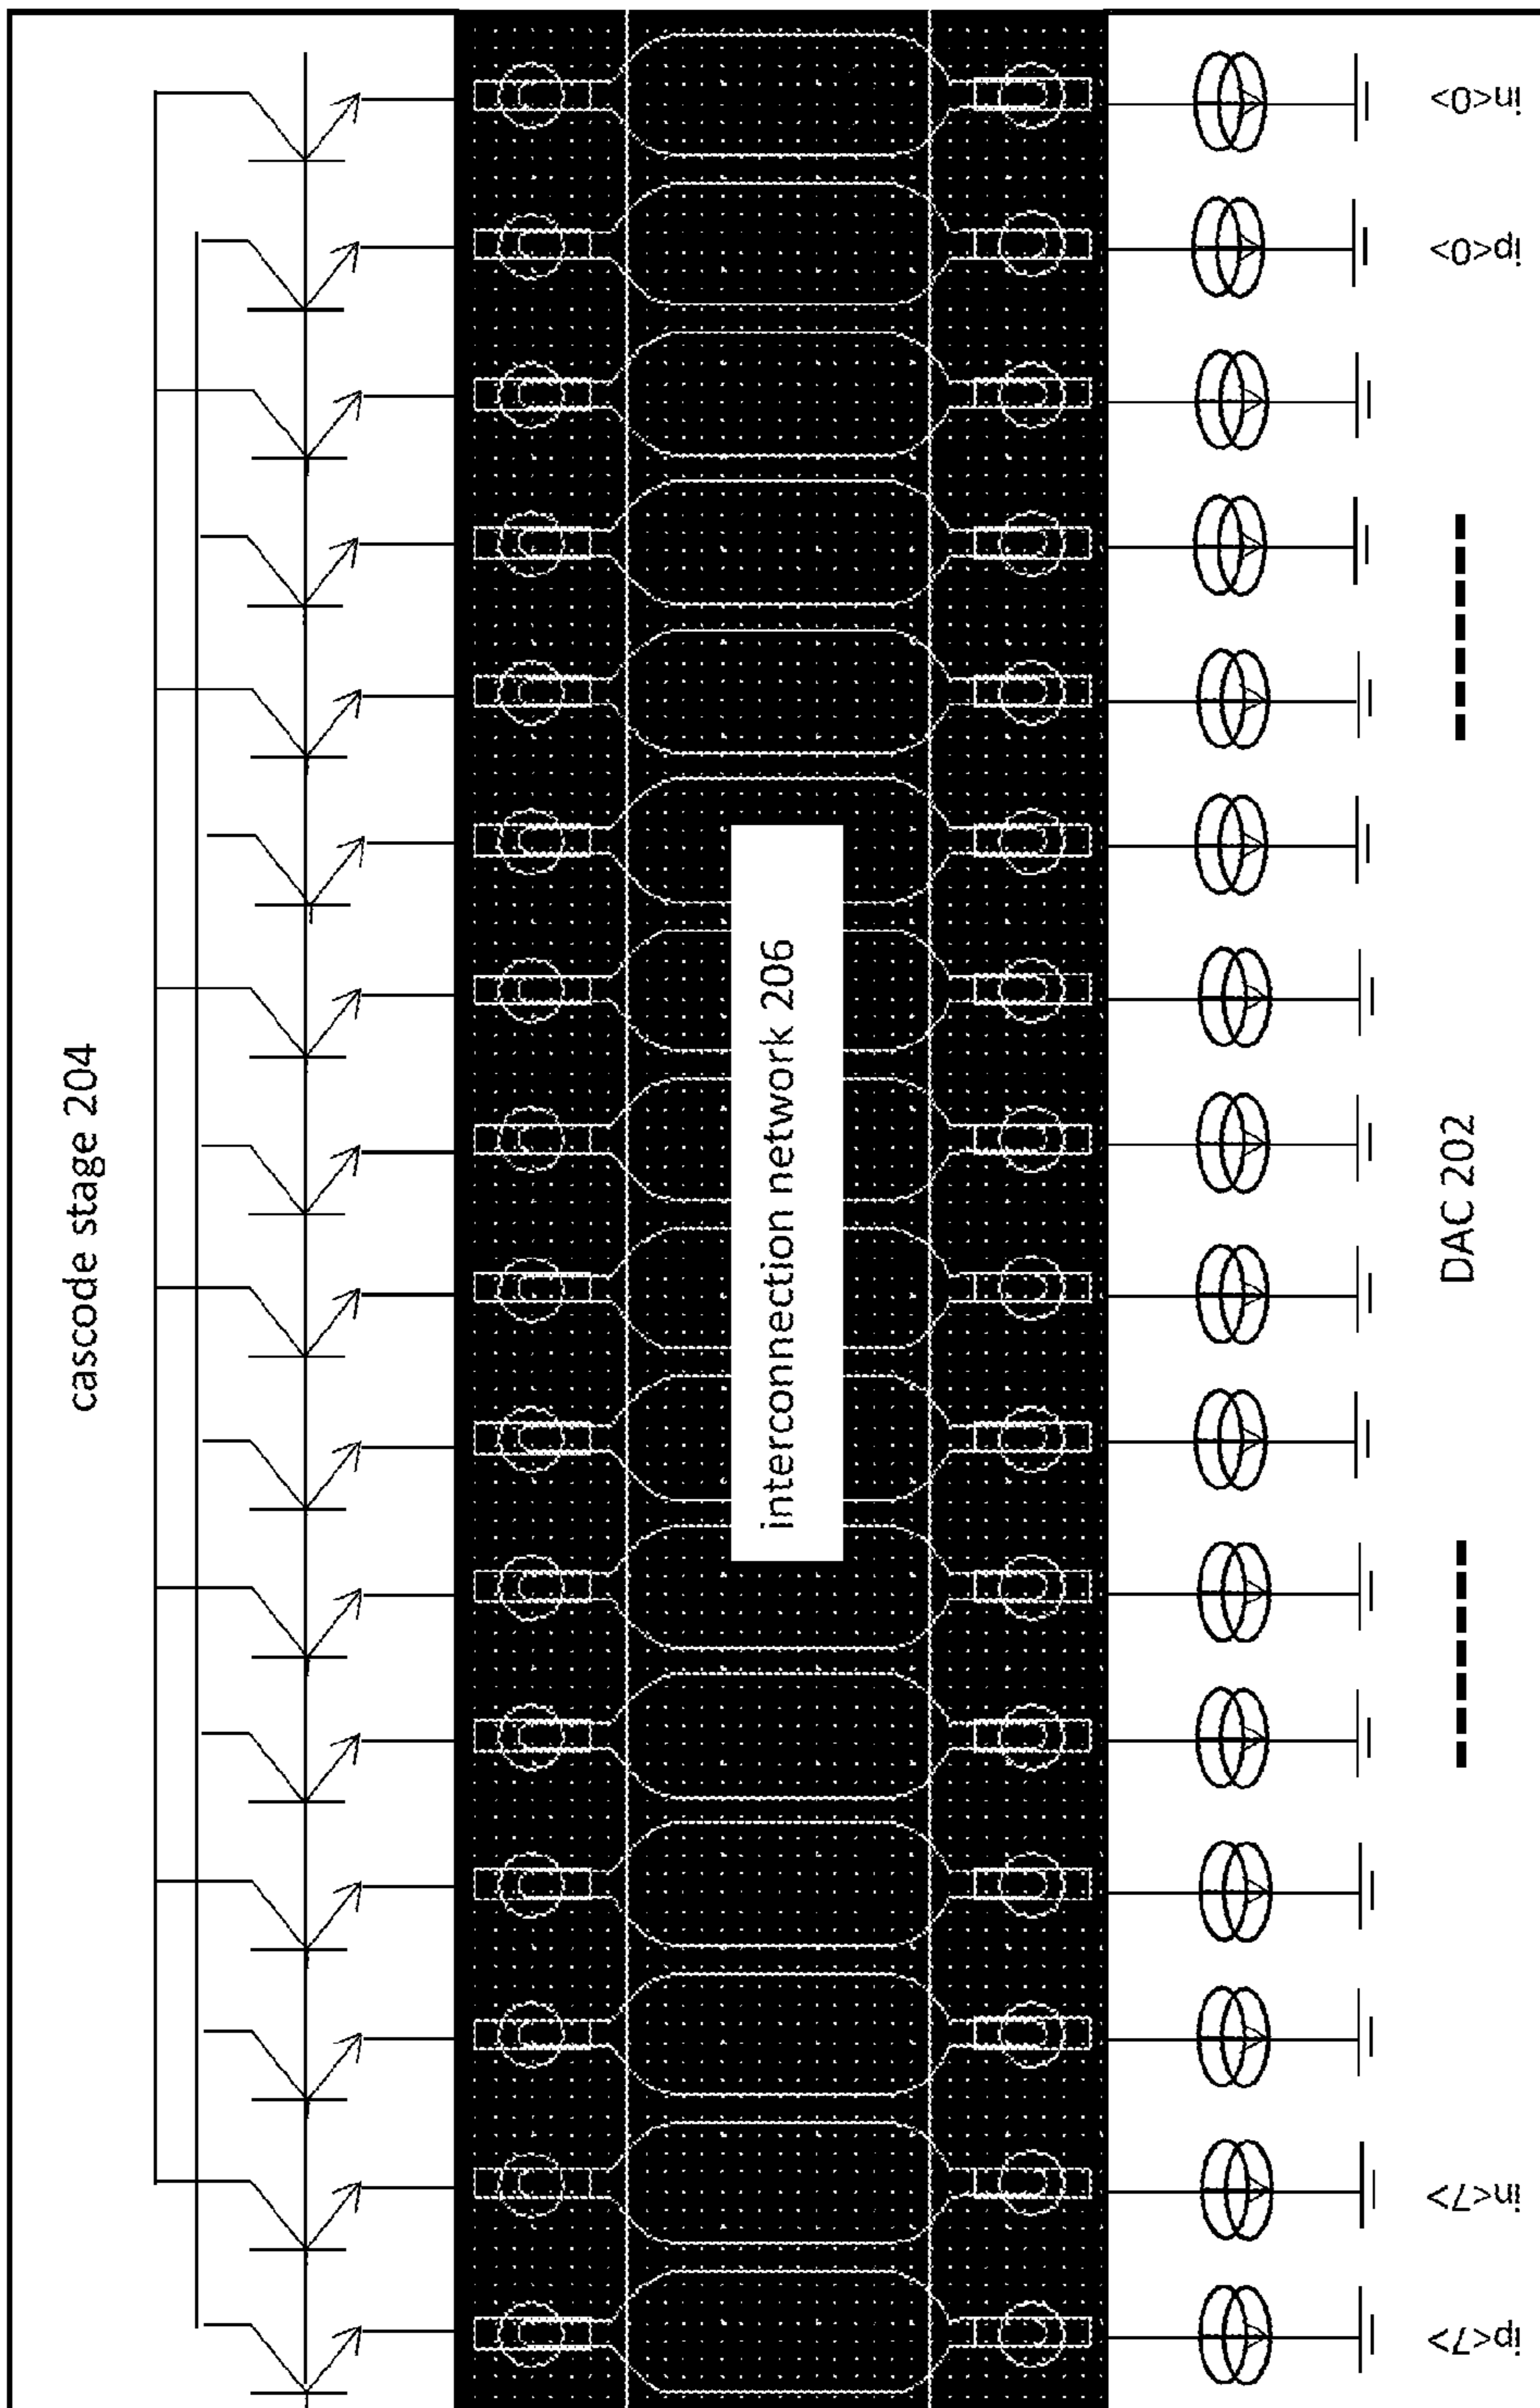 cascode stage 204
interconnection network 206
in<0>
ip<0>
DAC 202
in<7>
ip<7>